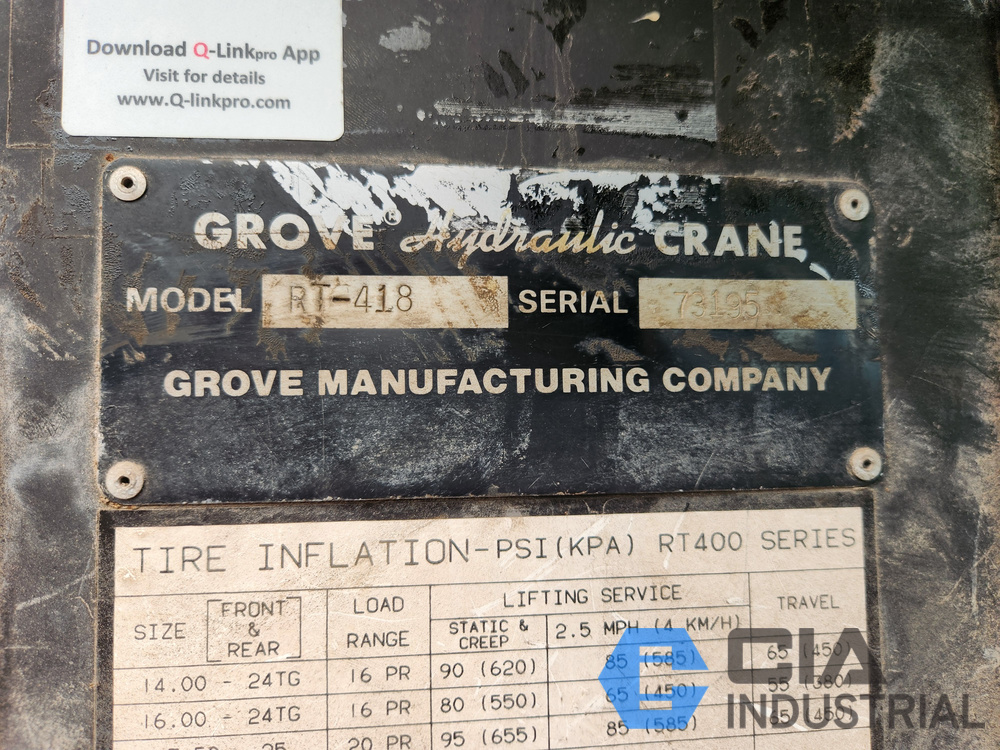 Download Q-Linkpro App
Visit for details
www.Q-linkpro.com
GROVE® Hydraulic CRANE
MODEL RT-418 SERIAL 73195
GROVE MANUFACTURING COMPANY
TIRE INFLATION-PSI(KPA) RT400 SERIES
SIZE FRONT & REAR LOAD RANGE LIFTING SERVICE TRAVEL
STATIC & CREEP 2.5 MPH (4 KM/H)
14.00 - 24TG 16 PR 90 (620) 85 (585) 65 (450)
16.00 - 24TG 16 PR 80 (550) 65 (450) 55 (380)
20 PR 95 (655) 85 (585) 65 (450)
CIA
INDUSTRIAL